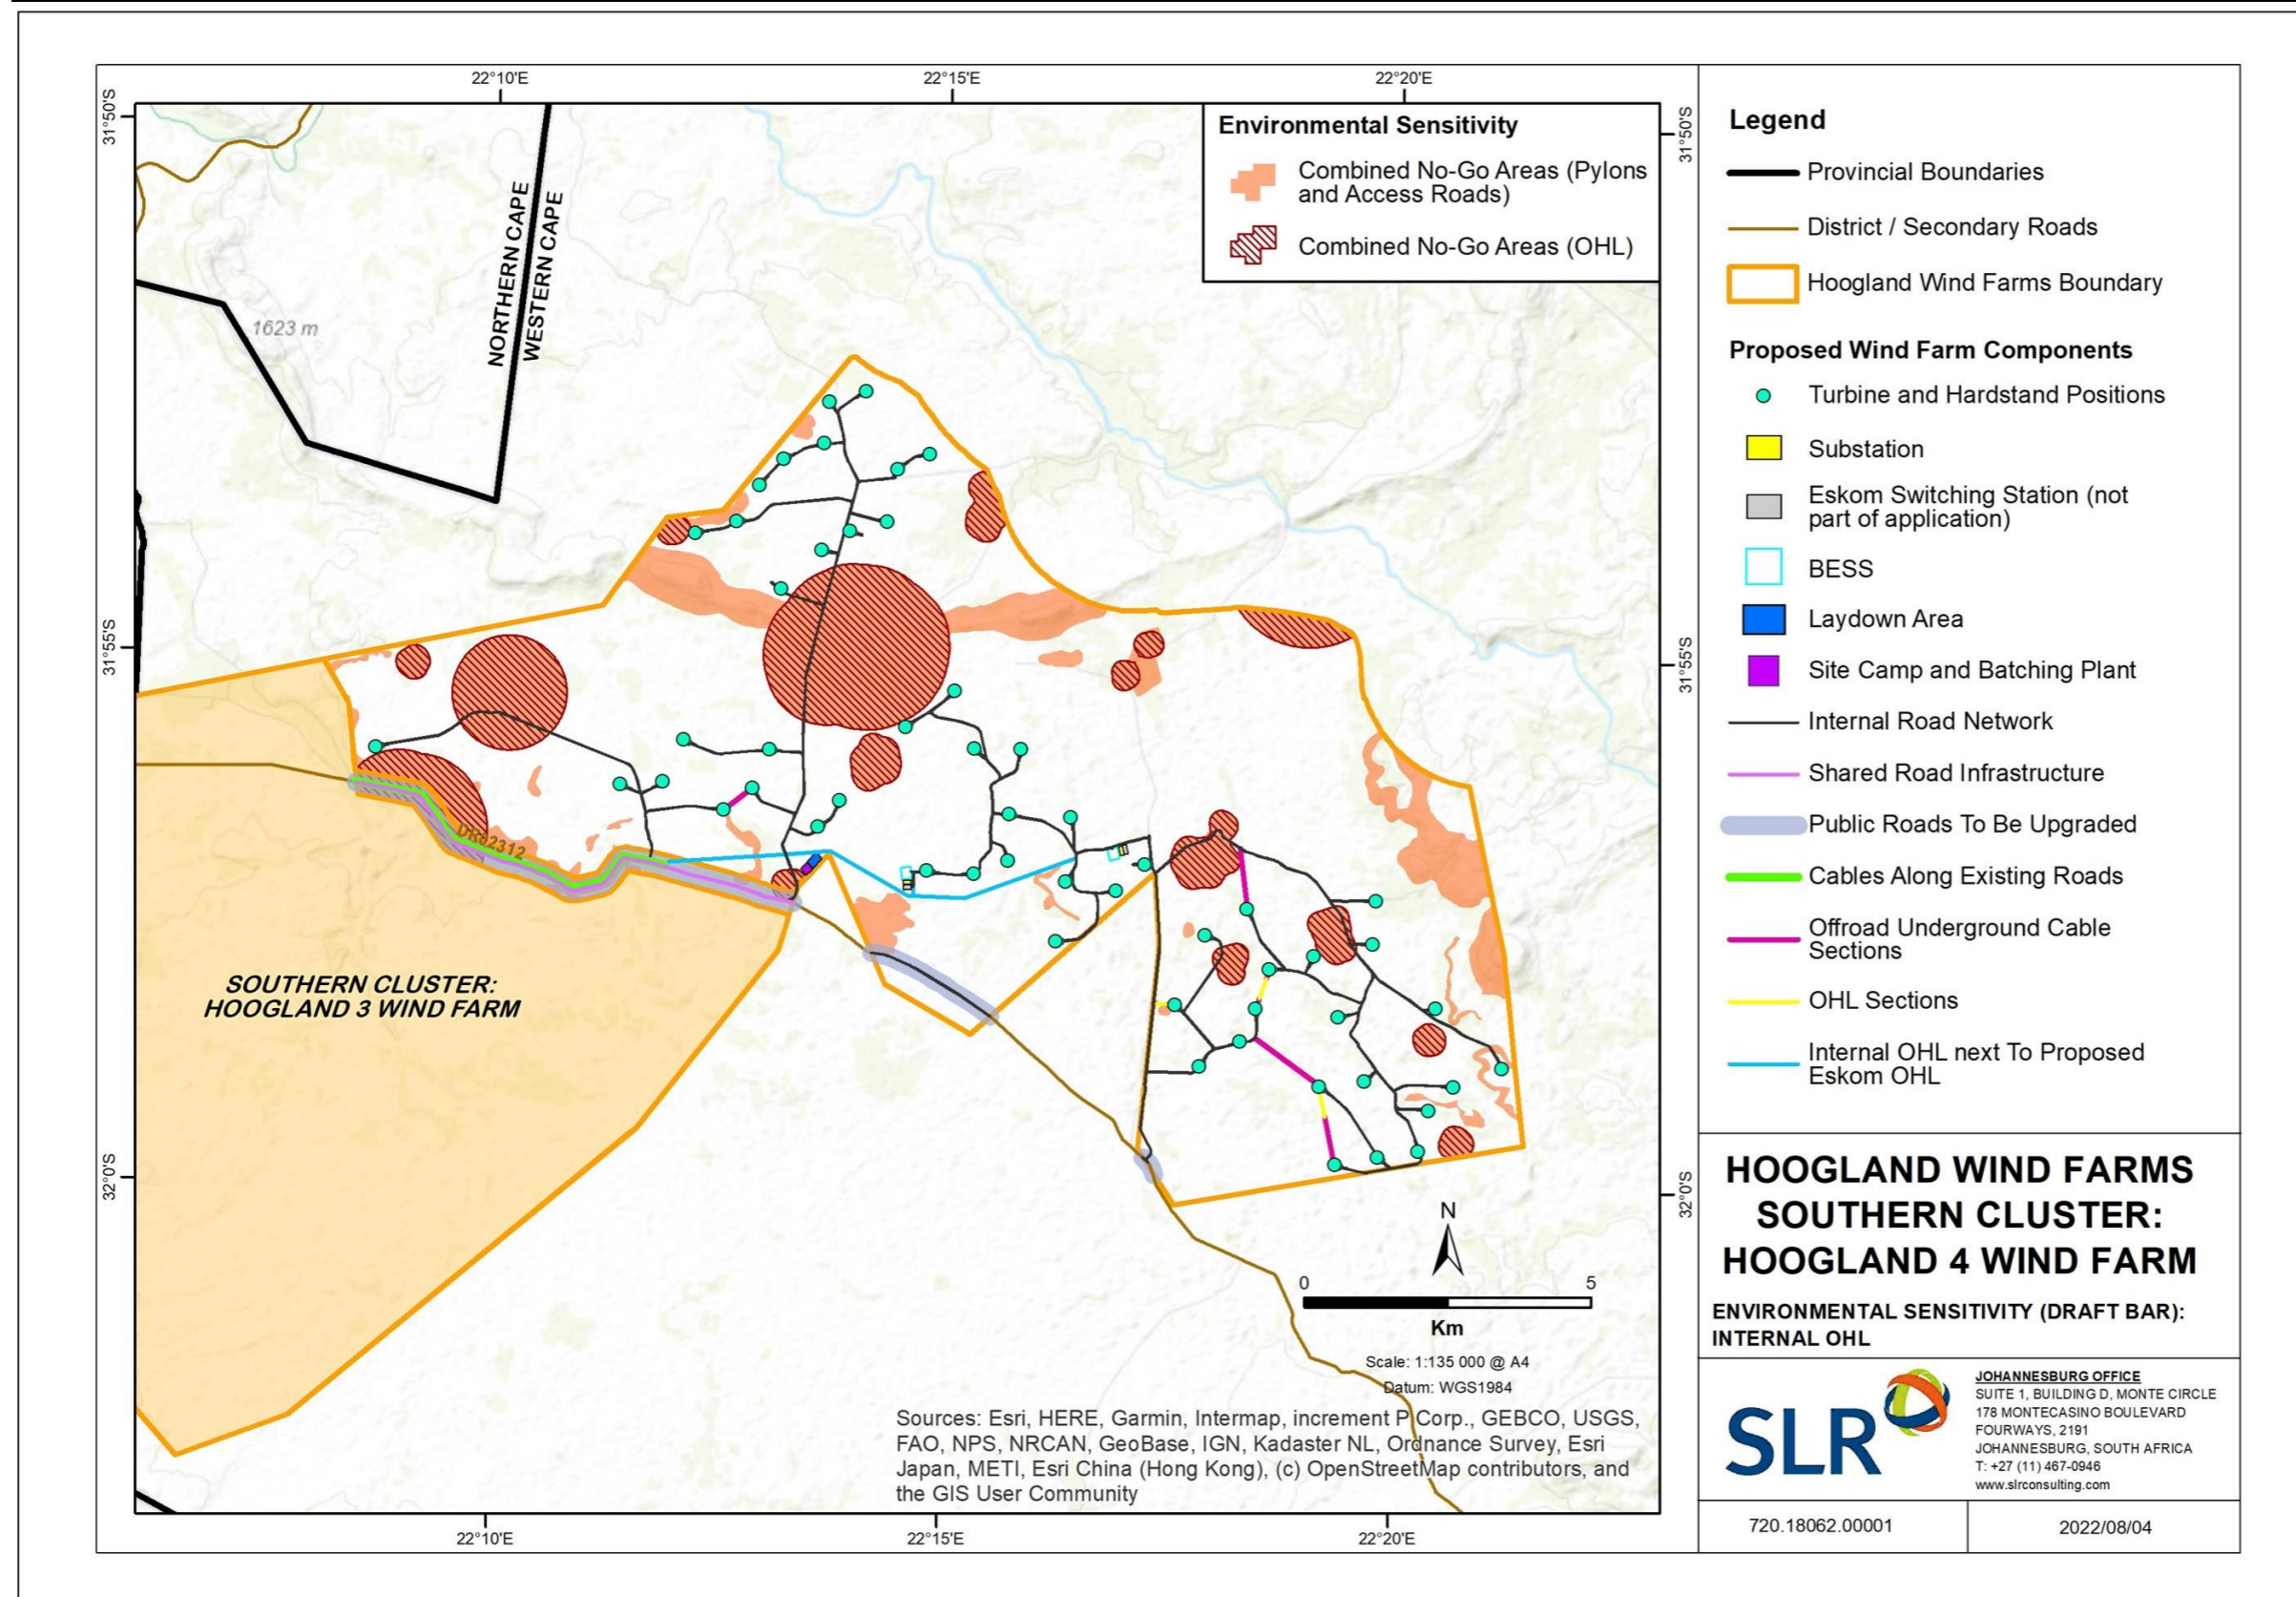 22°10'E
22°15'E
22°20'E
31°50'S
31°50'S
Environmental Sensitivity
Combined No-Go Areas (Pylons
and Access Roads)
Combined No-Go Areas (OHL)
NORTHERN CAPE
WESTERN CAPE
1623 m
31°55'S
31°55'S
DR02312
SOUTHERN CLUSTER:
HOOGLAND 3 WIND FARM
32°0'S
32°0'S
N
0
5
Km
Scale: 1:135 000 @ A4
Datum: WGS1984
Sources: Esri, HERE, Garmin, Intermap, increment P Corp., GEBCO, USGS,
FAO, NPS, NRCAN, GeoBase, IGN, Kadaster NL, Ordnance Survey, Esri
Japan, METI, Esri China (Hong Kong), (c) OpenStreetMap contributors, and
the GIS User Community
22°10'E
22°15'E
22°20'E
Legend
Provincial Boundaries
District / Secondary Roads
Hoogland Wind Farms Boundary
Proposed Wind Farm Components
Turbine and Hardstand Positions
Substation
Eskom Switching Station (not
part of application)
BESS
Laydown Area
Site Camp and Batching Plant
Internal Road Network
Shared Road Infrastructure
Public Roads To Be Upgraded
Cables Along Existing Roads
Offroad Underground Cable
Sections
OHL Sections
Internal OHL next To Proposed
Eskom OHL
HOOGLAND WIND FARMS
SOUTHERN CLUSTER:
HOOGLAND 4 WIND FARM
ENVIRONMENTAL SENSITIVITY (DRAFT BAR):
INTERNAL OHL
SLR
JOHANNESBURG OFFICE
SUITE 1, BUILDING D, MONTE CIRCLE
178 MONTECASINO BOULEVARD
FOURWAYS, 2191
JOHANNESBURG, SOUTH AFRICA
T: +27 (11) 467-0946
www.slrconsulting.com
720.18062.00001
2022/08/04